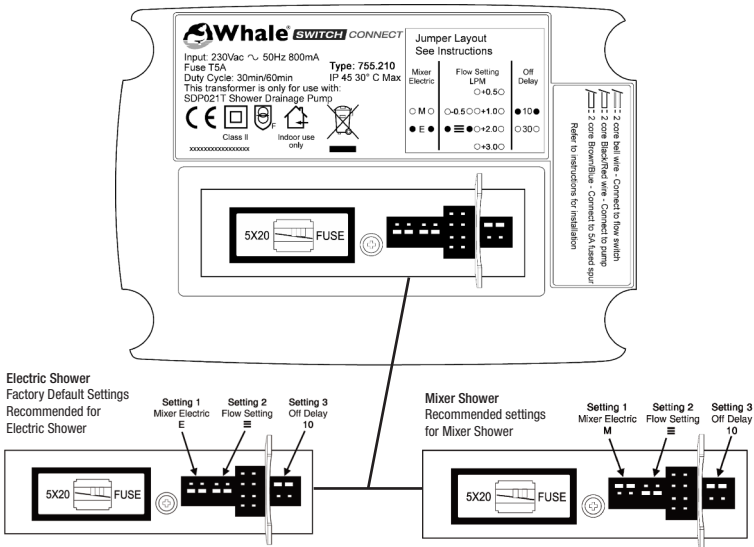 Whale® SWITCH CONNECT
Input: 230Vac ∿ 50Hz 800mA
Fuse T5A
Type: 755.210
Duty Cycle: 30min/60min
IP 45 30° C Max
This transformer is only for use with:
SDP021T Shower Drainage Pump
CE
F
Class II
Indoor use
only
xxxxxxxxxxxxxxxxx
Jumper Layout
See Instructions
Mixer
Electric
Flow Setting
LPM
Off
Delay
○+0.5○
○ M ○ ○-0.5○○+1.0○ ●10●
● E ● ● ≡ ●○+2.0○ ○30○
○+3.0○
: 2 core bell wire - Connect to flow switch
: 2 core Black/Red wire - Connect to pump
: 2 core Brown/Blue - Connect to 5A fused spur
Refer to instructions for installation
5X20 FUSE
Electric Shower
Factory Default Settings
Recommended for
Electric Shower
Setting 1
Mixer Electric
E
Setting 2
Flow Setting
≡
Setting 3
Off Delay
10
5X20 FUSE
Mixer Shower
Recommended settings
for Mixer Shower
Setting 1
Mixer Electric
M
Setting 2
Flow Setting
≡
Setting 3
Off Delay
10
5X20 FUSE